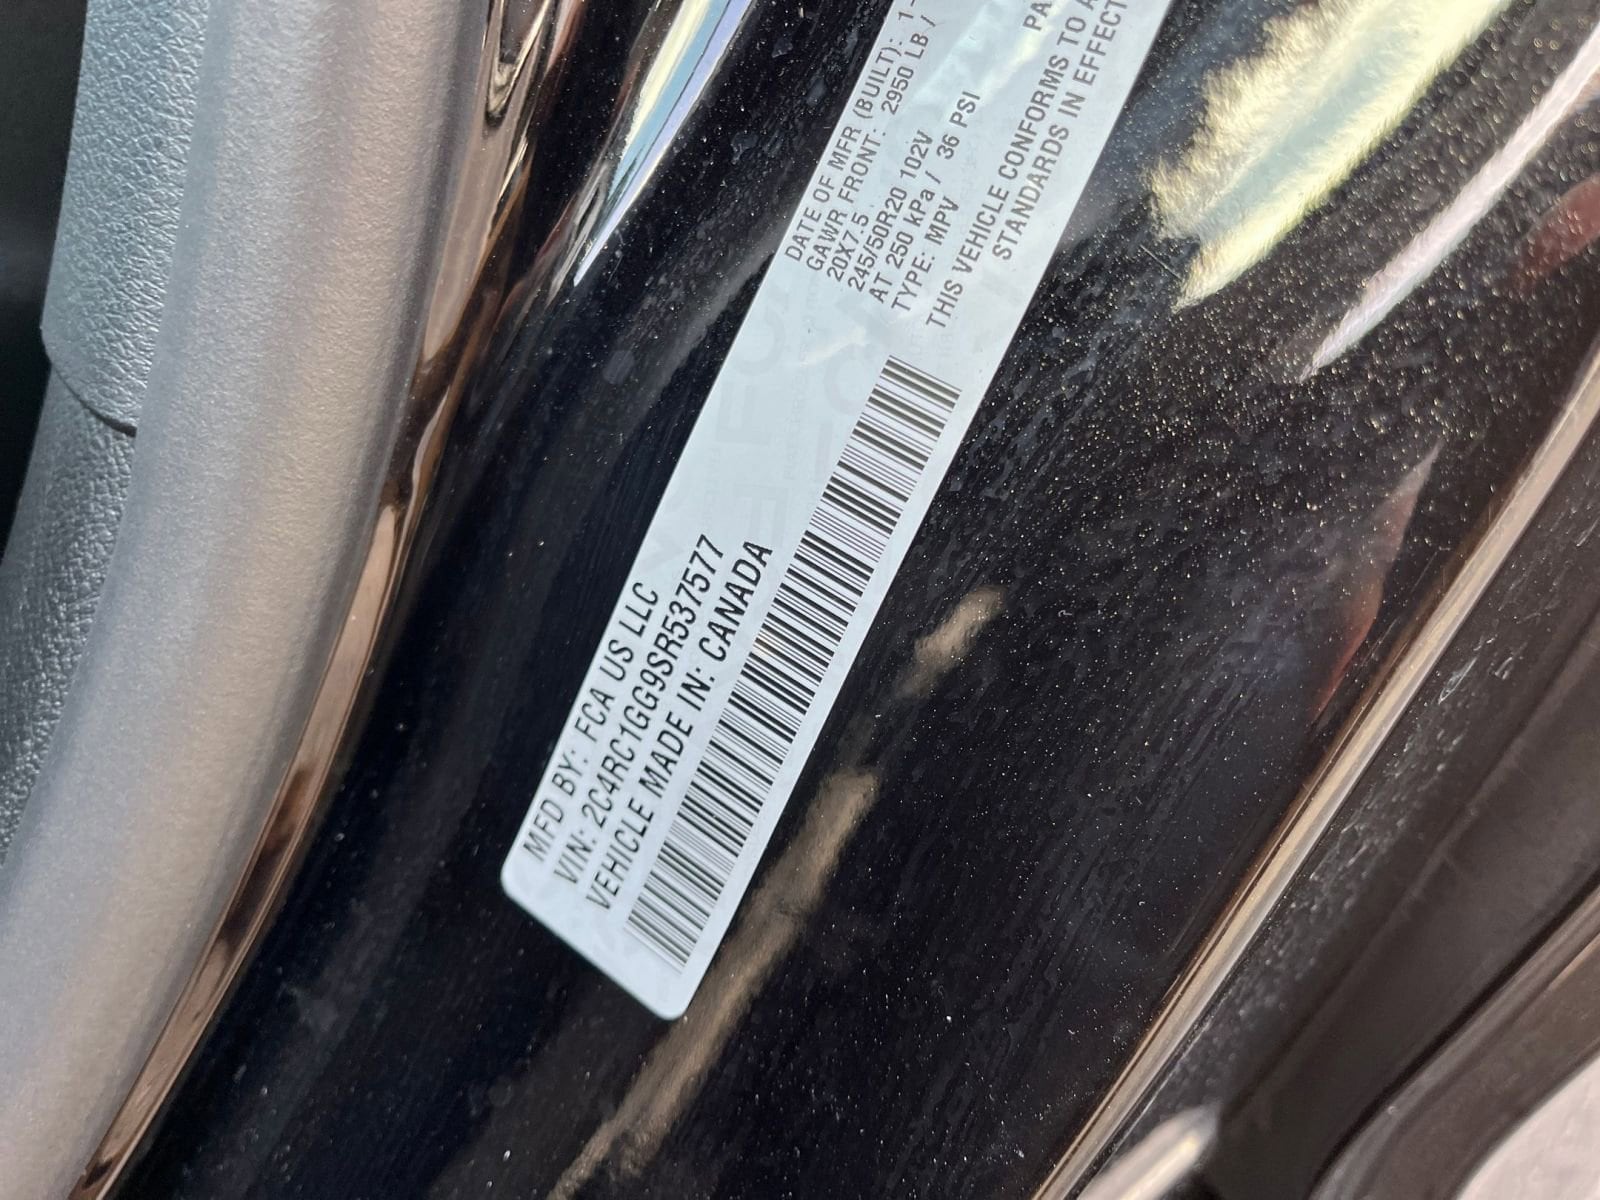 MFD BY: FCA US LLC
VIN: 2C4RC1GG9SR537577
VEHICLE MADE IN: CANADA
DATE OF MFR (BUILT): 1-
GAWR FRONT: 2950 LB /
20X7.5
245/50R20 102V
AT 250 kPa / 36 PSI
TYPE: MPV
THIS VEHICLE CONFORMS TO A
STANDARDS IN EFFECT
PA